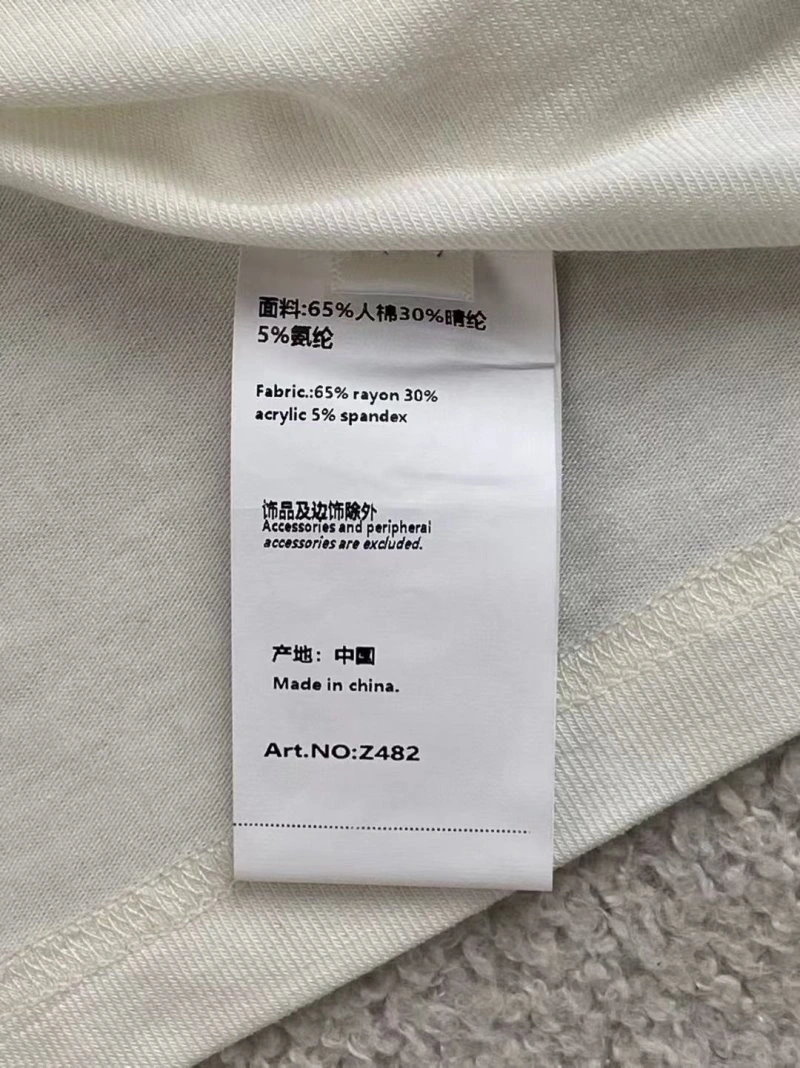 面料:65%人棉30%晴纶
5%氨纶
Fabric.:65% rayon 30%
acrylic 5% spandex
饰品及边饰除外
Accessories and peripheral
accessories are excluded.
产地：中国
Made in china.
Art.NO:Z482